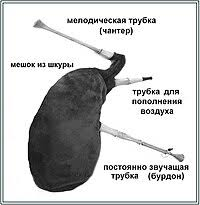 мелодическая трубка
(чантер)
мешок из шкуры
трубка для
пополнения
воздуха
постоянно звучащая
трубка (бурдон)